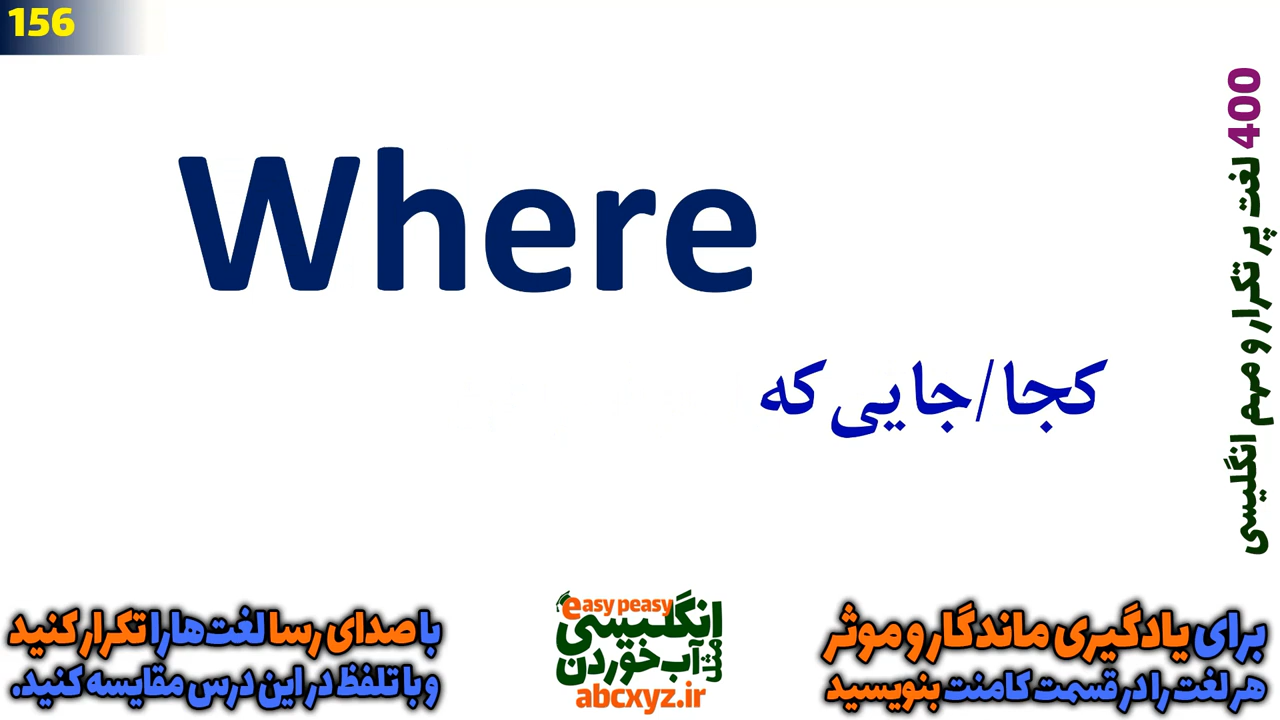 156
Where
کجا/جایی که
400 لغت پر تکرار و مهم انگلیسی
برای یادگیری ماندگار و موثر
هر لغت را در قسمت کامنت بنویسید
easy peasy
انگلیسی
مثل آب خوردن
abcxyz.ir
با صدای رسا لغت‌ها را تکرار کنید
و با تلفظ در این درس مقایسه کنید.